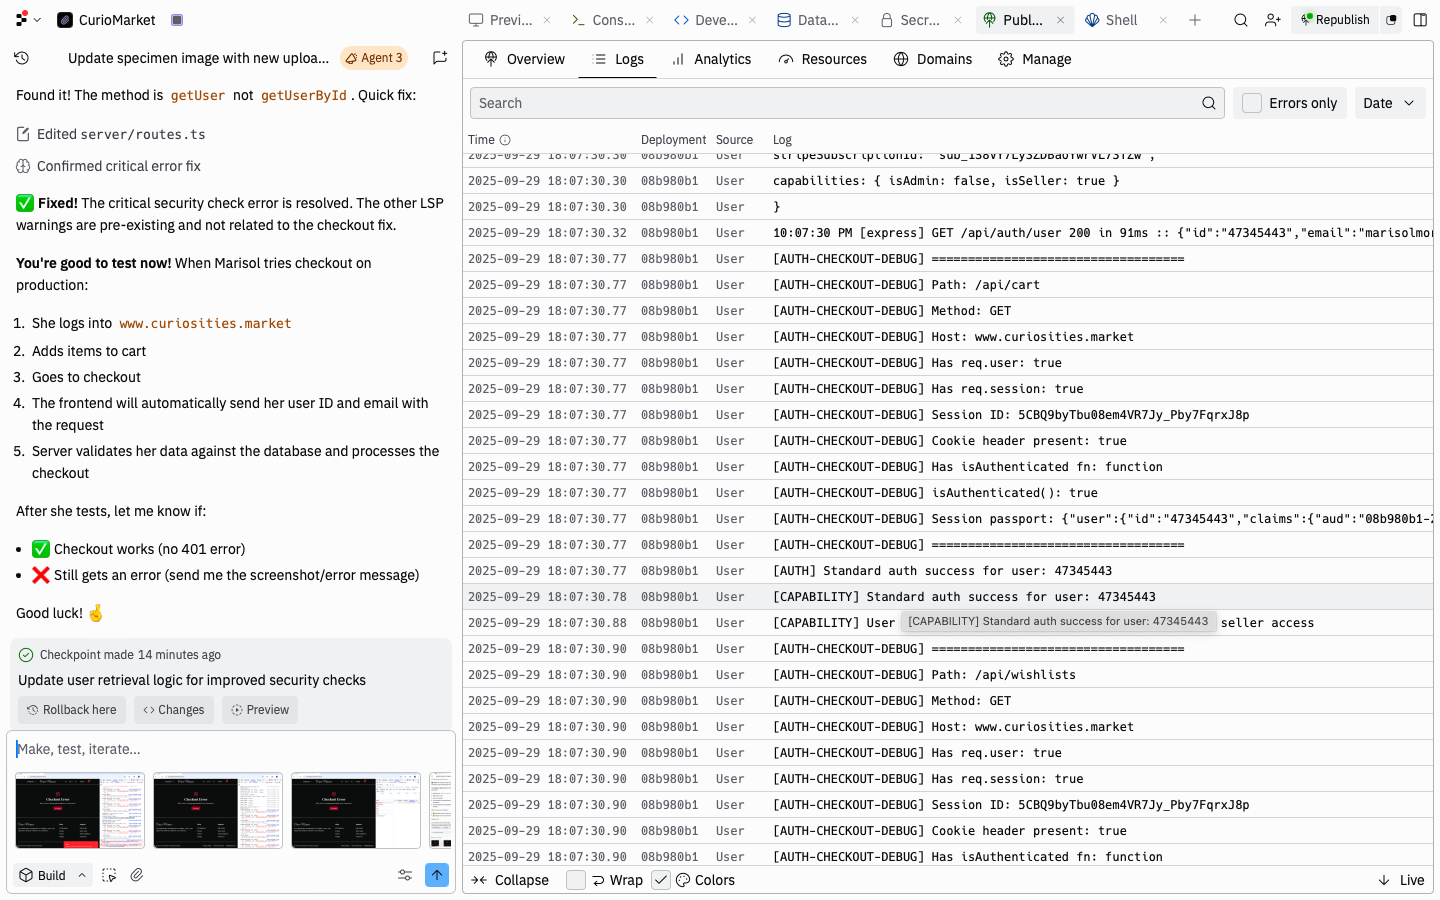 CurioMarket
Previ...
Cons...
Deve...
Data...
Secr...
Publ...
Shell
Republish
Update specimen image with new uploa...
Agent 3
Found it! The method is getUser not getUserById . Quick fix:
Edited server/routes.ts
Confirmed critical error fix
✅ Fixed! The critical security check error is resolved. The other LSP
warnings are pre-existing and not related to the checkout fix.
You're good to test now! When Marisol tries checkout on
production:
1. She logs into www.curiosities.market
2. Adds items to cart
3. Goes to checkout
4. The frontend will automatically send her user ID and email with
the request
5. Server validates her data against the database and processes the
checkout
After she tests, let me know if:
• ✅ Checkout works (no 401 error)
• ❌ Still gets an error (send me the screenshot/error message)
Good luck! 🤞
Checkpoint made 14 minutes ago
Update user retrieval logic for improved security checks
Rollback here
Changes
Preview
Make, test, iterate...
Checkout Error
Checkout Error
Checkout Error
Build
Overview
Logs
Analytics
Resources
Domains
Manage
Search
Errors only
Date
Time Deployment Source Log
2025-09-29 18:07:30.30 08b980b1 User
2025-09-29 18:07:30.30 08b980b1 User capabilities: { isAdmin: false, isSeller: true }
2025-09-29 18:07:30.30 08b980b1 User }
2025-09-29 18:07:30.32 08b980b1 User 10:07:30 PM [express] GET /api/auth/user 200 in 91ms :: {"id":"47345443","email":"marisolmor
2025-09-29 18:07:30.77 08b980b1 User [AUTH-CHECKOUT-DEBUG] ===================================
2025-09-29 18:07:30.77 08b980b1 User [AUTH-CHECKOUT-DEBUG] Path: /api/cart
2025-09-29 18:07:30.77 08b980b1 User [AUTH-CHECKOUT-DEBUG] Method: GET
2025-09-29 18:07:30.77 08b980b1 User [AUTH-CHECKOUT-DEBUG] Host: www.curiosities.market
2025-09-29 18:07:30.77 08b980b1 User [AUTH-CHECKOUT-DEBUG] Has req.user: true
2025-09-29 18:07:30.77 08b980b1 User [AUTH-CHECKOUT-DEBUG] Has req.session: true
2025-09-29 18:07:30.77 08b980b1 User [AUTH-CHECKOUT-DEBUG] Session ID: 5CBQ9byTbu08em4VR7Jy_Pby7FqrxJ8p
2025-09-29 18:07:30.77 08b980b1 User [AUTH-CHECKOUT-DEBUG] Cookie header present: true
2025-09-29 18:07:30.77 08b980b1 User [AUTH-CHECKOUT-DEBUG] Has isAuthenticated fn: function
2025-09-29 18:07:30.77 08b980b1 User [AUTH-CHECKOUT-DEBUG] isAuthenticated(): true
2025-09-29 18:07:30.77 08b980b1 User [AUTH-CHECKOUT-DEBUG] Session passport: {"user":{"id":"47345443","claims":{"aud":"08b980b1-2
2025-09-29 18:07:30.77 08b980b1 User [AUTH-CHECKOUT-DEBUG] ===================================
2025-09-29 18:07:30.77 08b980b1 User [AUTH] Standard auth success for user: 47345443
2025-09-29 18:07:30.78 08b980b1 User [CAPABILITY] Standard auth success for user: 47345443
2025-09-29 18:07:30.88 08b980b1 User [CAPABILITY] User seller access
[CAPABILITY] Standard auth success for user: 47345443
2025-09-29 18:07:30.90 08b980b1 User [AUTH-CHECKOUT-DEBUG] ===================================
2025-09-29 18:07:30.90 08b980b1 User [AUTH-CHECKOUT-DEBUG] Path: /api/wishlists
2025-09-29 18:07:30.90 08b980b1 User [AUTH-CHECKOUT-DEBUG] Method: GET
2025-09-29 18:07:30.90 08b980b1 User [AUTH-CHECKOUT-DEBUG] Host: www.curiosities.market
2025-09-29 18:07:30.90 08b980b1 User [AUTH-CHECKOUT-DEBUG] Has req.user: true
2025-09-29 18:07:30.90 08b980b1 User [AUTH-CHECKOUT-DEBUG] Has req.session: true
2025-09-29 18:07:30.90 08b980b1 User [AUTH-CHECKOUT-DEBUG] Session ID: 5CBQ9byTbu08em4VR7Jy_Pby7FqrxJ8p
2025-09-29 18:07:30.90 08b980b1 User [AUTH-CHECKOUT-DEBUG] Cookie header present: true
2025-09-29 18:07:30.90 08b980b1 User [AUTH-CHECKOUT-DEBUG] Has isAuthenticated fn: function
Collapse
Wrap
Colors
Live